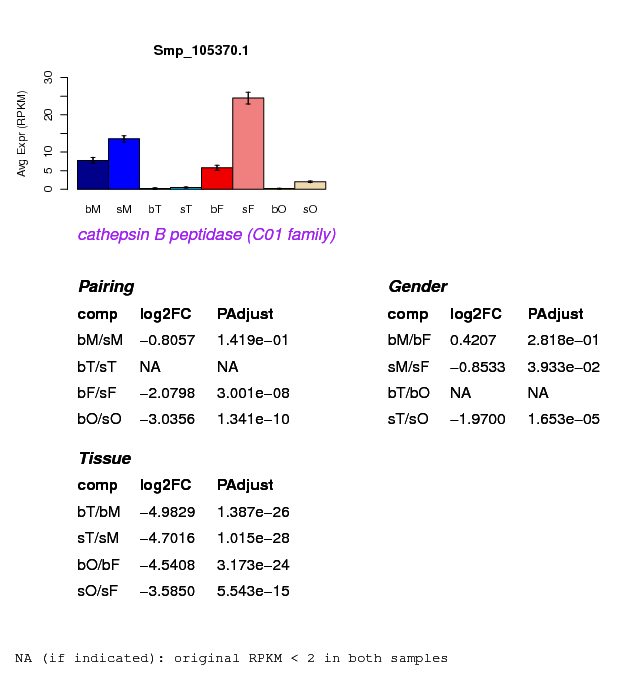 Smp_105370.1
Avg Expr (RPKM)
30
20
10
5
0
bM sM bT sT bF sF bO sO
cathepsin B peptidase (C01 family)
Pairing
comp log2FC PAdjust
bM/sM −0.8057 1.419e−01
bT/sT NA NA
bF/sF −2.0798 3.001e−08
bO/sO −3.0356 1.341e−10
Gender
comp log2FC PAdjust
bM/bF 0.4207 2.818e−01
sM/sF −0.8533 3.933e−02
bT/bO NA NA
sT/sO −1.9700 1.653e−05
Tissue
comp log2FC PAdjust
bT/bM −4.9829 1.387e−26
sT/sM −4.7016 1.015e−28
bO/bF −4.5408 3.173e−24
sO/sF −3.5850 5.543e−15
NA (if indicated): original RPKM < 2 in both samples